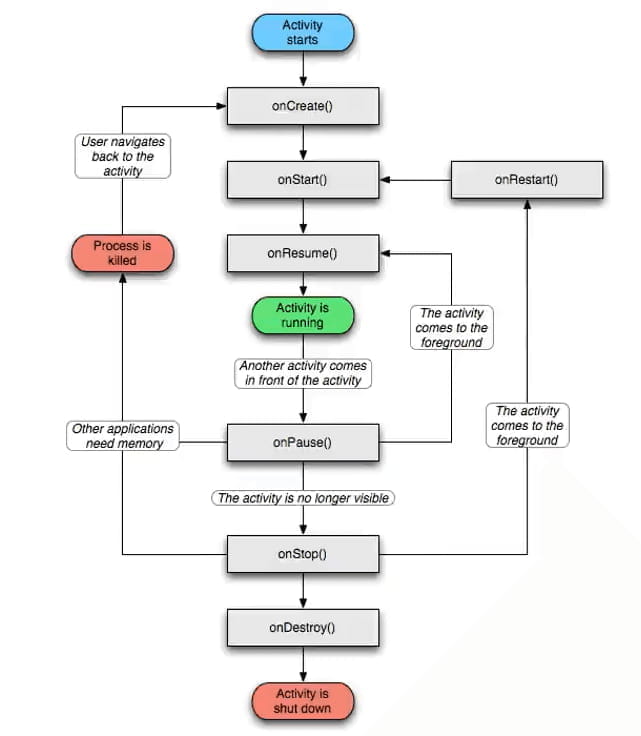 Activity
starts
onCreate()
User navigates
back to the
activity
onStart()
onRestart()
Process is
killed
onResume()
Activity is
running
The activity
comes to the
foreground
Another activity comes
in front of the activity
The activity
comes to the
foreground
Other applications
need memory
onPause()
The activity is no longer visible
onStop()
onDestroy()
Activity is
shut down